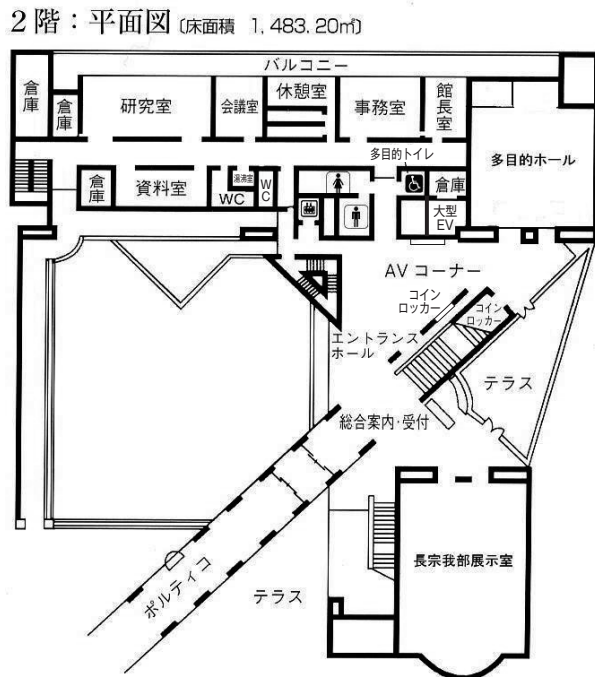 2階：平面図〔床面積 1,483.20㎡〕
バルコニー
倉庫
倉庫
研究室
会議室
休憩室
事務室
館長室
多目的ホール
多目的トイレ
倉庫
資料室
湯沸室
WC
WC
倉庫
大型EV
AVコーナー
コインロッカー
コインロッカー
エントランスホール
テラス
総合案内・受付
ポルティコ
テラス
長宗我部展示室